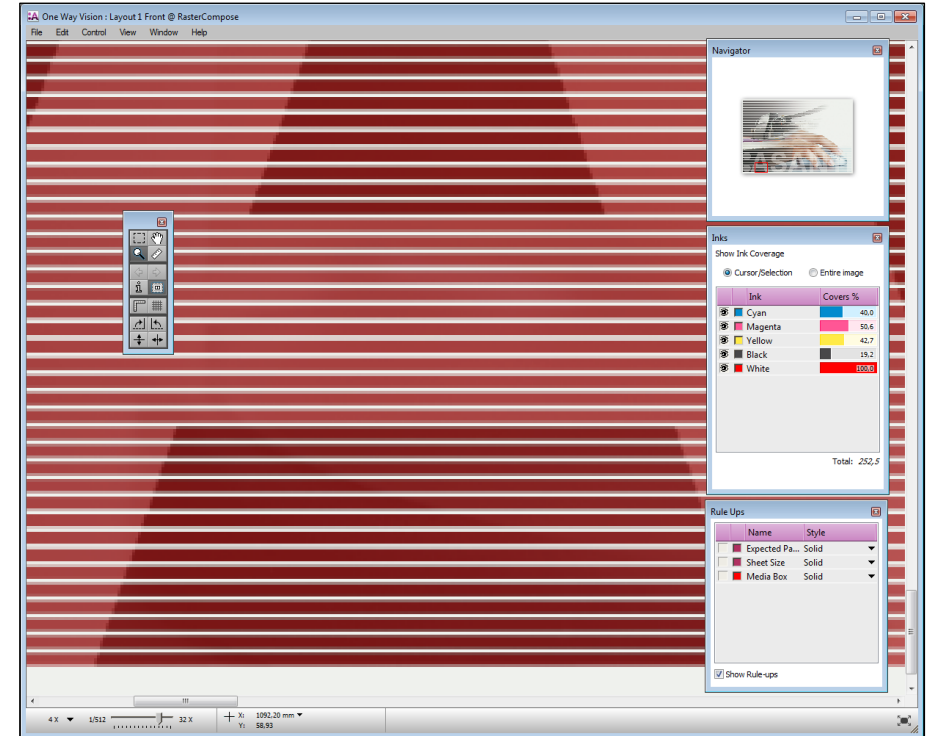 One Way Vision : Layout 1 Front @ RasterCompose
File Edit Control View Window Help
Navigator
Inks
Show Ink Coverage
Cursor/Selection Entire image
Ink Covers %
Cyan 40,0
Magenta 50,6
Yellow 42,7
Black 19,2
White 100,0
Total: 252,5
Rule Ups
Name Style
Expected Pa... Solid
Sheet Size Solid
Media Box Solid
Show Rule-ups
4 X 1/512 32 X X: 1092,20 mm
Y: 58,93